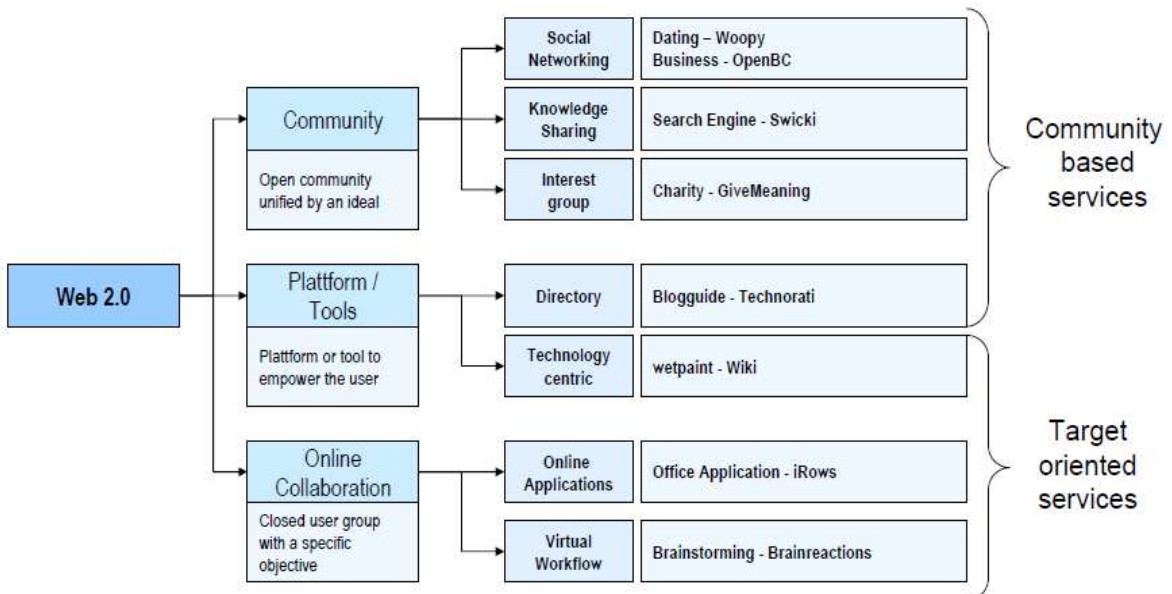 Web 2.0
Community
Open community
unified by an ideal
Social
Networking
Dating – Woopy
Business - OpenBC
Knowledge
Sharing
Search Engine - Swicki
Interest
group
Charity - GiveMeaning
Plattform /
Tools
Plattform or tool to
empower the user
Directory
Blogguide - Technorati
Technology
centric
wetpaint - Wiki
Online
Collaboration
Closed user group
with a specific
objective
Online
Applications
Office Application - iRows
Virtual
Workflow
Brainstorming - Brainreactions
Community
based
services
Target
oriented
services